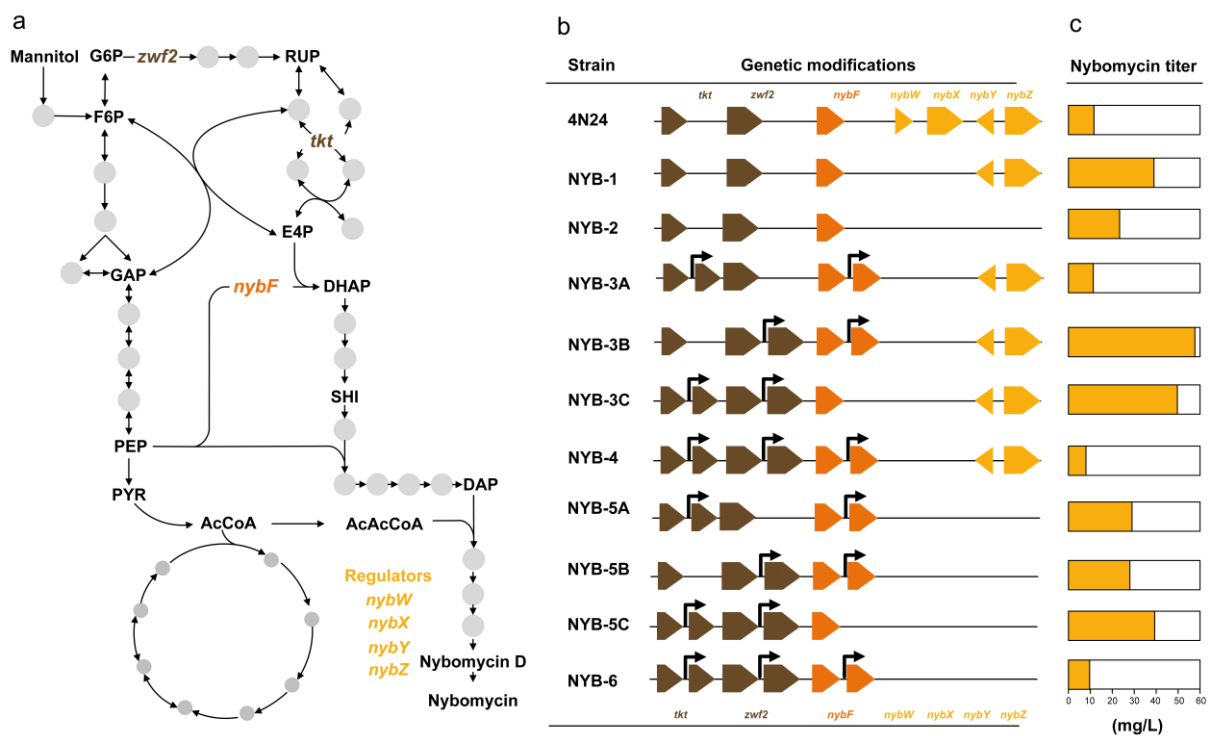 a
Mannitol
G6P
zwf2
RUP
F6P
tkt
E4P
GAP
nybF
DHAP
SHI
PEP
PYR
DAP
AcCoA
AcAcCoA
Regulators
nybW
nybX
nybY
nybZ
Nybomycin D
Nybomycin
b
Strain Genetic modifications
tkt zwf2 nybF nybW nybX nybY nybZ
4N24
NYB-1
NYB-2
NYB-3A
NYB-3B
NYB-3C
NYB-4
NYB-5A
NYB-5B
NYB-5C
NYB-6
tkt zwf2 nybF nybW nybX nybY nybZ
c
Nybomycin titer
0 10 20 30 40 50 60
(mg/L)